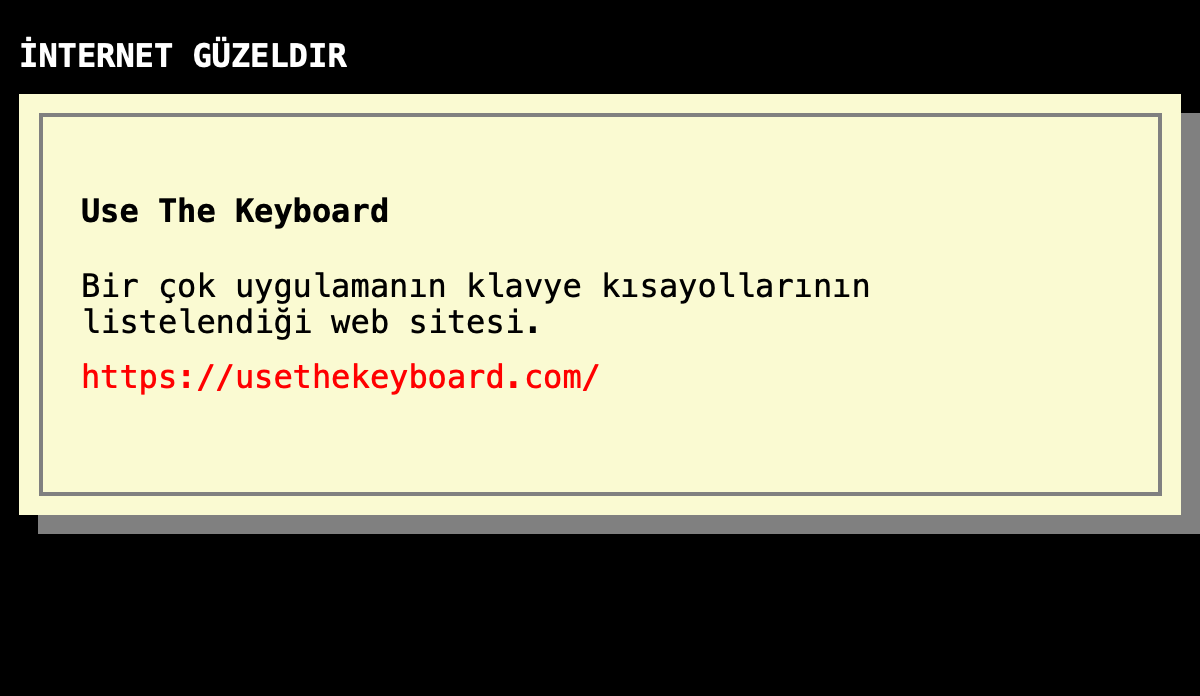 İNTERNET GÜZELDIR
Use The Keyboard
Bir çok uygulamanın klavye kısayollarının
listelendiği web sitesi.
https://usethekeyboard.com/